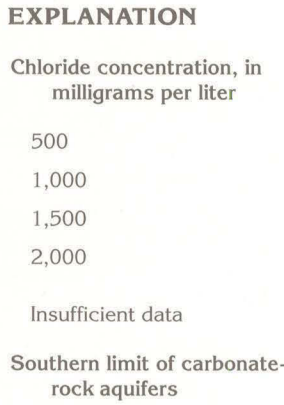 EXPLANATION
Chloride concentration, in
milligrams per liter
500
1,000
1,500
2,000
Insufficient data
Southern limit of carbonate-
rock aquifers